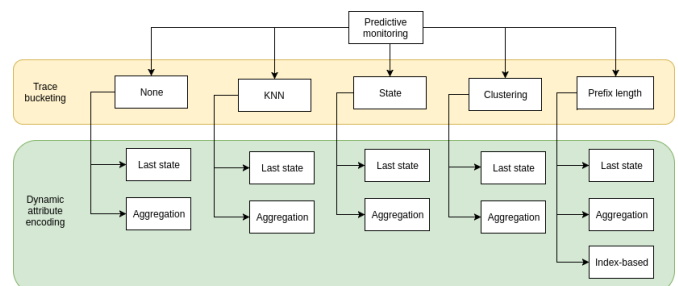 Predictive
monitoring
Trace
bucketing
None
KNN
State
Clustering
Prefix length
Dynamic
attribute
encoding
Last state
Last state
Last state
Last state
Last state
Aggregation
Aggregation
Aggregation
Aggregation
Aggregation
Index-based